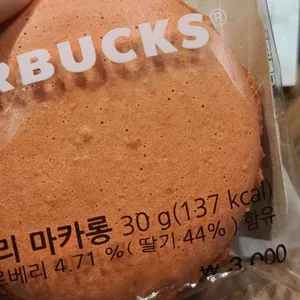 RBUCKS®
리 마카롱 30 g(137 kcal)
로베리 4.71 %( 딸기.44% ) 함유
₩ 3,000